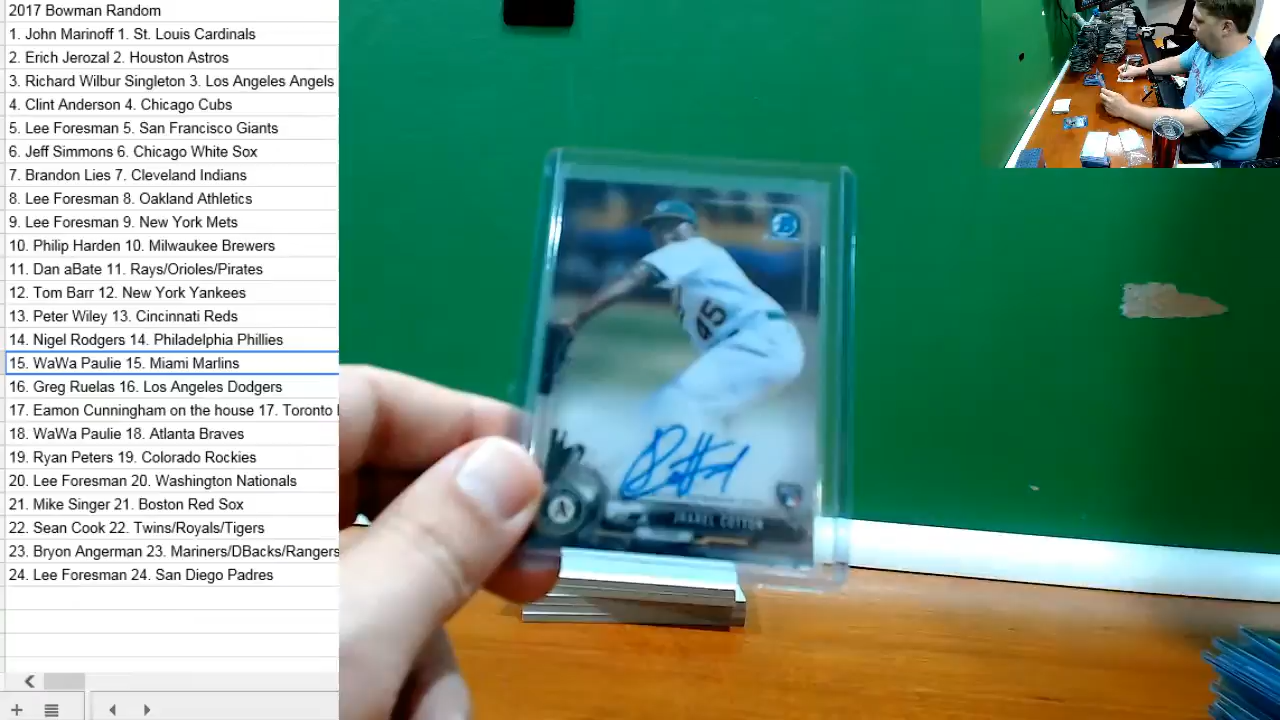 2017 Bowman Random
1. John Marinoff 1. St. Louis Cardinals
2. Erich Jerozal 2. Houston Astros
3. Richard Wilbur Singleton 3. Los Angeles Angels
4. Clint Anderson 4. Chicago Cubs
5. Lee Foresman 5. San Francisco Giants
6. Jeff Simmons 6. Chicago White Sox
7. Brandon Lies 7. Cleveland Indians
8. Lee Foresman 8. Oakland Athletics
9. Lee Foresman 9. New York Mets
10. Philip Harden 10. Milwaukee Brewers
11. Dan aBate 11. Rays/Orioles/Pirates
12. Tom Barr 12. New York Yankees
13. Peter Wiley 13. Cincinnati Reds
14. Nigel Rodgers 14. Philadelphia Phillies
15. WaWa Paulie 15. Miami Marlins
16. Greg Ruelas 16. Los Angeles Dodgers
17. Eamon Cunningham on the house 17. Toronto
18. WaWa Paulie 18. Atlanta Braves
19. Ryan Peters 19. Colorado Rockies
20. Lee Foresman 20. Washington Nationals
21. Mike Singer 21. Boston Red Sox
22. Sean Cook 22. Twins/Royals/Tigers
23. Bryon Angerman 23. Mariners/DBacks/Rangers
24. Lee Foresman 24. San Diego Padres
45
JHAREL COTTON